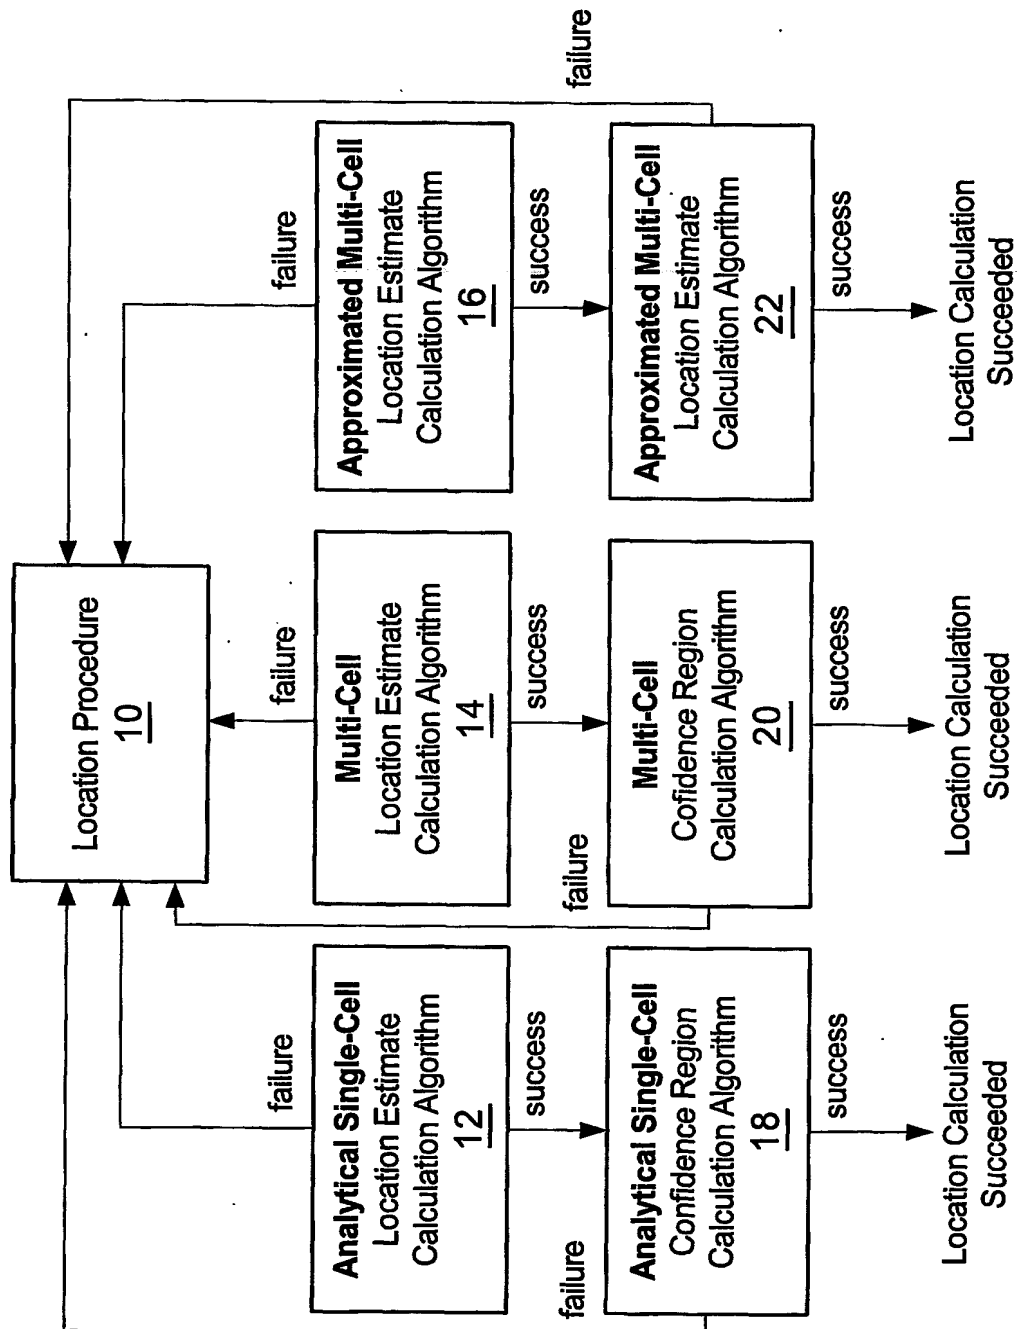 Location Procedure
10
failure
failure
failure
failure
failure
failure
Analytical Single-Cell
Location Estimate
Calculation Algorithm
12
success
Analytical Single-Cell
Confidence Region
Calculation Algorithm
18
success
Location Calculation
Succeeded
Multi-Cell
Location Estimate
Calculation Algorithm
14
success
Multi-Cell
Cofidence Region
Calculation Algorithm
20
success
Location Calculation
Succeeded
Approximated Multi-Cell
Location Estimate
Calculation Algorithm
16
success
Approximated Multi-Cell
Location Estimate
Calculation Algorithm
22
success
Location Calculation
Succeeded